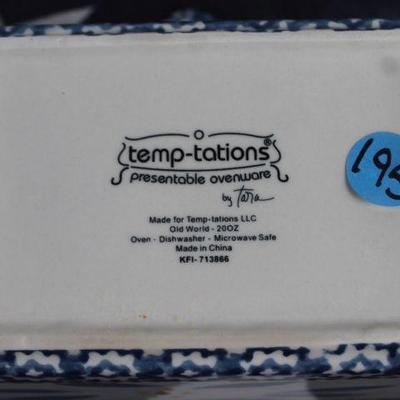 temp-tations®
presentable ovenware
by Tara
Made for Temp-tations LLC
Old World - 20OZ
Oven - Dishwasher - Microwave Safe
Made in China
KFI- 713866
195